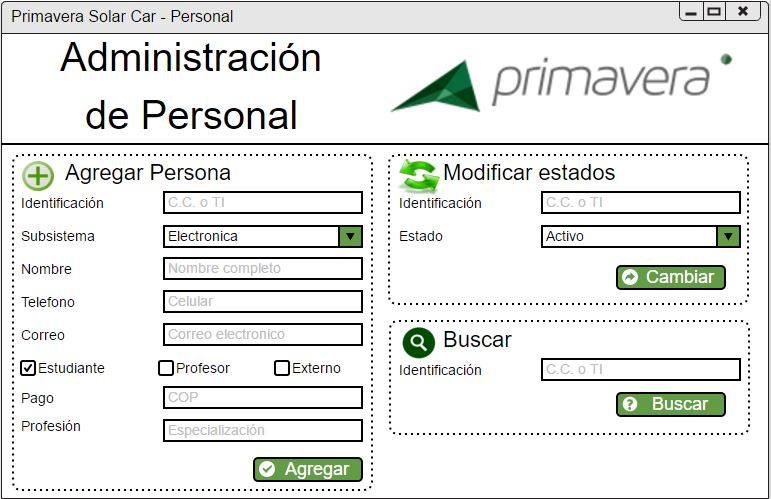 Primavera Solar Car - Personal
Administración
de Personal
primavera
Agregar Persona
Identificación C.C. o TI
Subsistema Electronica
Nombre Nombre completo
Telefono Celular
Correo Correo electronico
Estudiante Profesor Externo
Pago COP
Profesión Especialización
Agregar
Modificar estados
Identificación C.C. o TI
Estado Activo
Cambiar
Buscar
Identificación C.C. o TI
Buscar